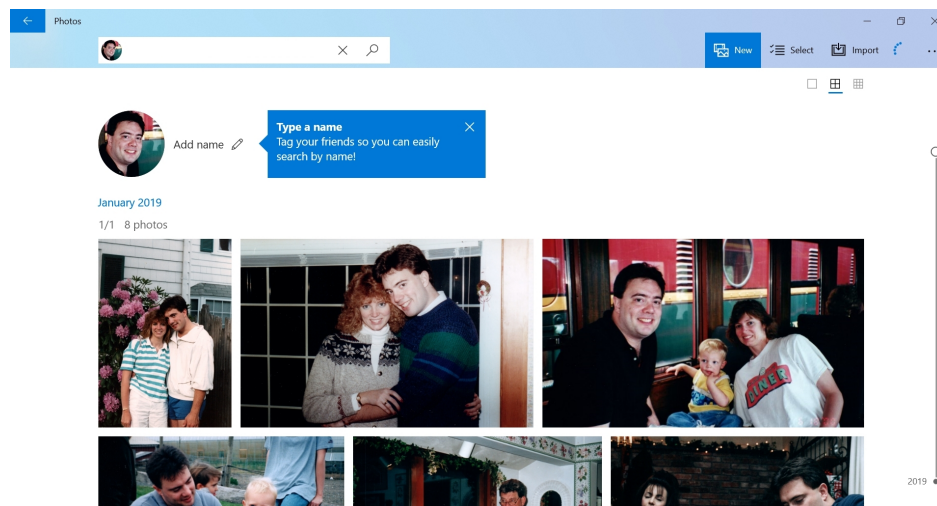 Photos
New
Select
Import
Add name
Type a name
Tag your friends so you can easily
search by name!
January 2019
1/1 8 photos
DINER
2019